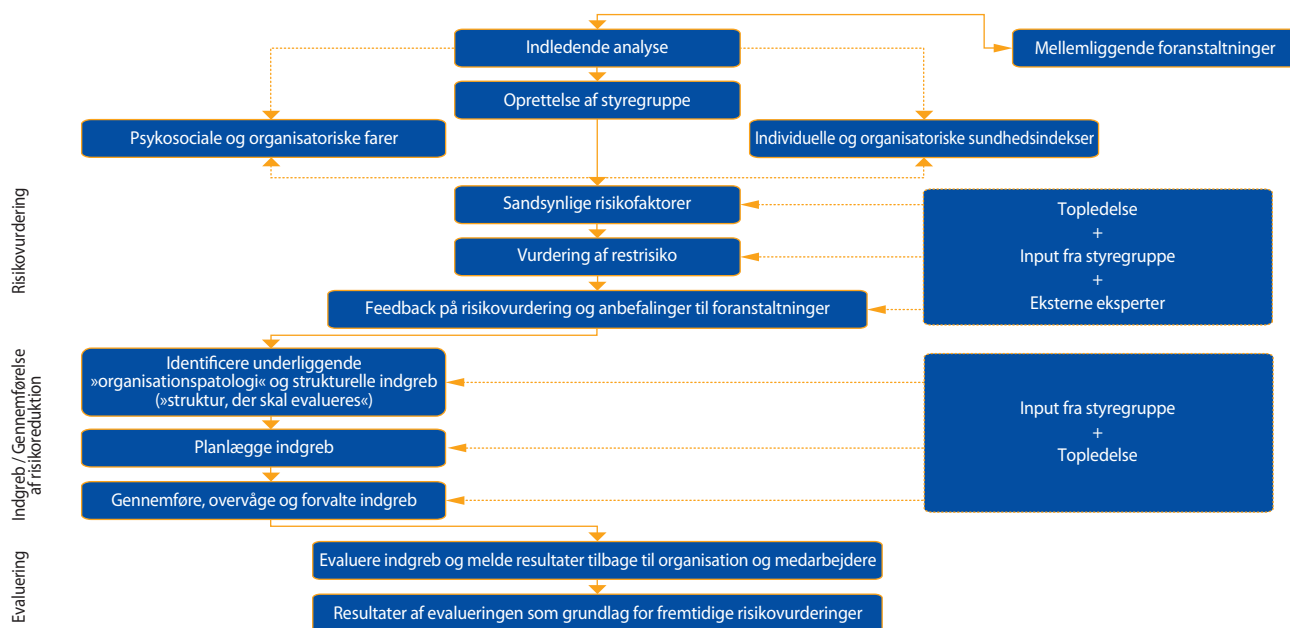 Indledende analyse
Mellemliggende foranstaltninger
Oprettelse af styregruppe
Psykosociale og organisatoriske farer
Individuelle og organisatoriske sundhedsindekser
Risikovurdering
Sandsynlige risikofaktorer
Vurdering af restrisiko
Feedback på risikovurdering og anbefalinger til foranstaltninger
Topledelse
+
Input fra styregruppe
+
Eksterne eksperter
Indgreb / Gennemførelse
af risikoreduktion
Identificere underliggende
»organisationspatologi« og strukturelle indgreb
(»struktur, der skal evalueres«)
Planlægge indgreb
Gennemføre, overvåge og forvalte indgreb
Input fra styregruppe
+
Topledelse
Evaluering
Evaluere indgreb og melde resultater tilbage til organisation og medarbejdere
Resultater af evalueringen som grundlag for fremtidige risikovurderinger